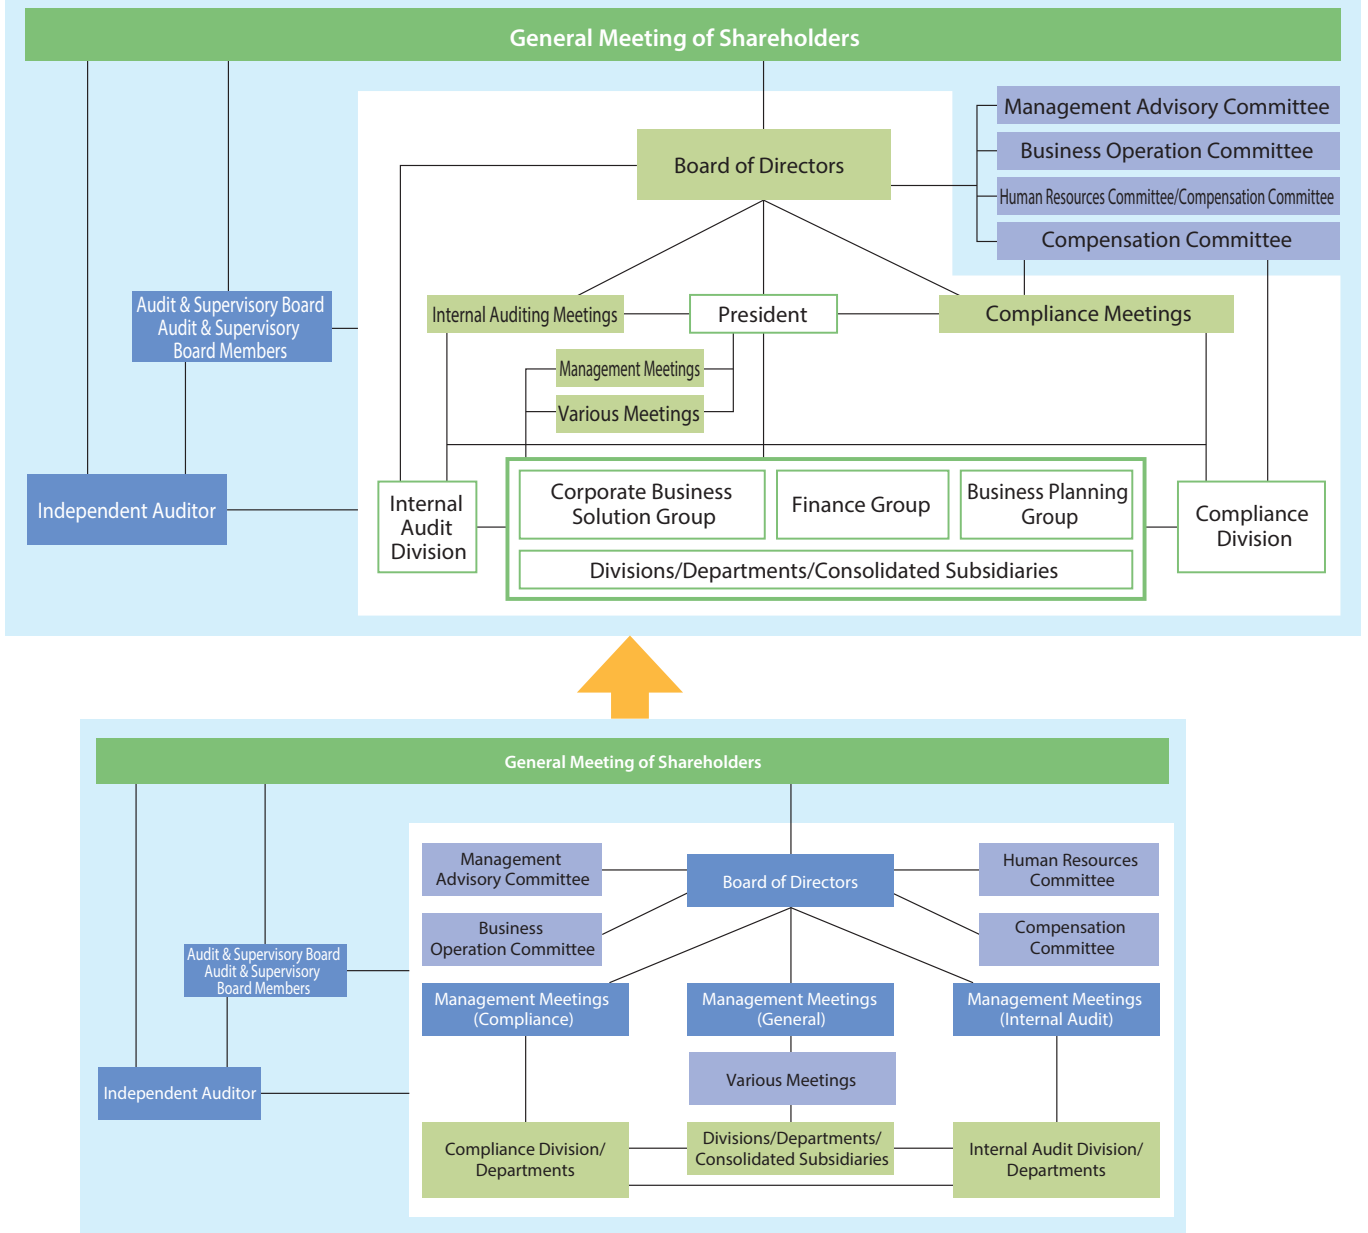 General Meeting of Shareholders
Management Advisory Committee
Board of Directors
Business Operation Committee
Human Resources Committee/Compensation Committee
Compensation Committee
Audit & Supervisory Board
Audit & Supervisory
Board Members
Internal Auditing Meetings
President
Compliance Meetings
Management Meetings
Various Meetings
Independent Auditor
Internal
Audit
Division
Corporate Business
Solution Group
Finance Group
Business Planning
Group
Compliance
Division
Divisions/Departments/Consolidated Subsidiaries
General Meeting of Shareholders
Management
Advisory Committee
Board of Directors
Human Resources
Committee
Business
Operation Committee
Compensation
Committee
Audit & Supervisory Board
Audit & Supervisory
Board Members
Management Meetings
(Compliance)
Management Meetings
(General)
Management Meetings
(Internal Audit)
Various Meetings
Independent Auditor
Compliance Division/
Departments
Divisions/Departments/
Consolidated Subsidiaries
Internal Audit Division/
Departments